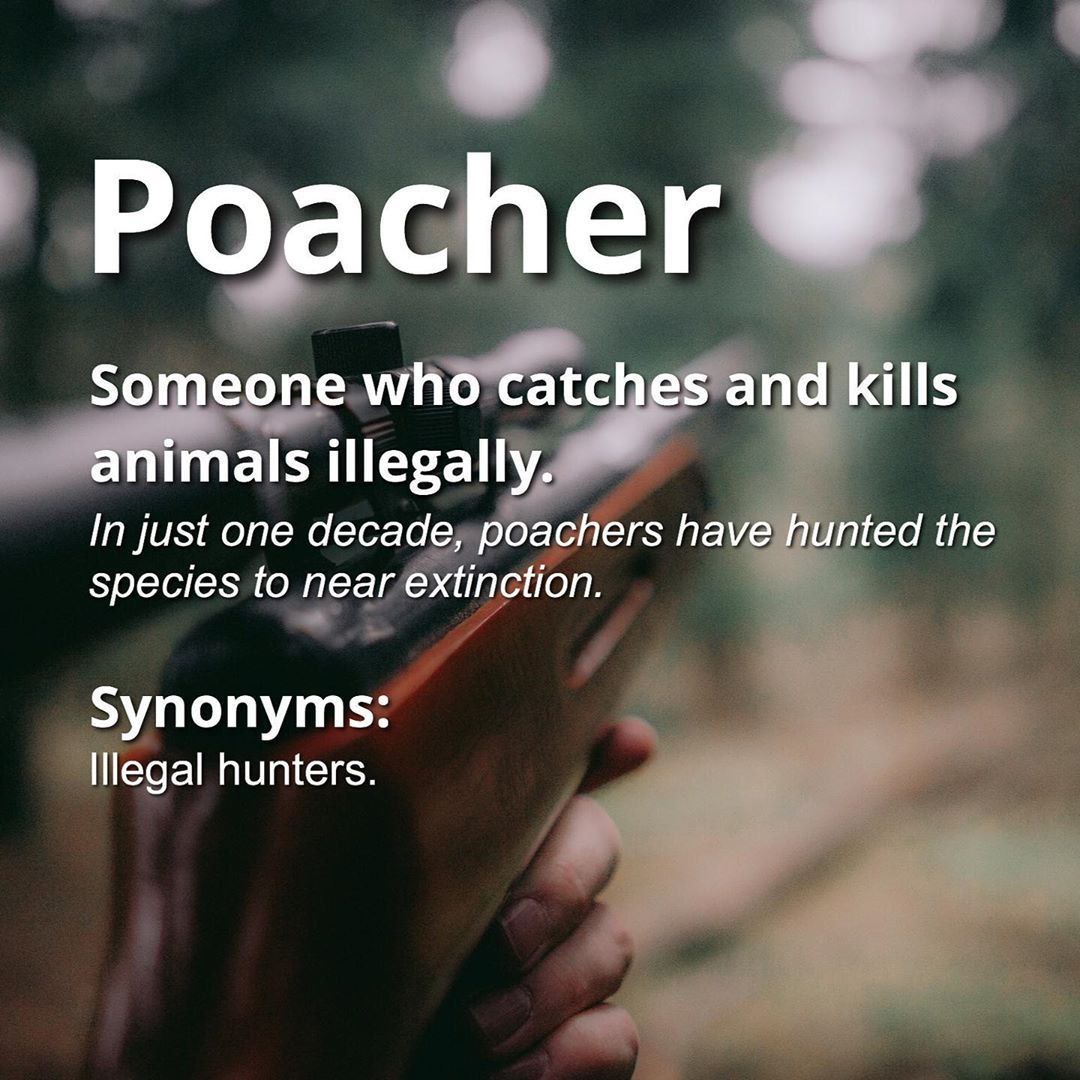 Poacher
Someone who catches and kills
animals illegally.
In just one decade, poachers have hunted the
species to near extinction.
Synonyms:
Illegal hunters.